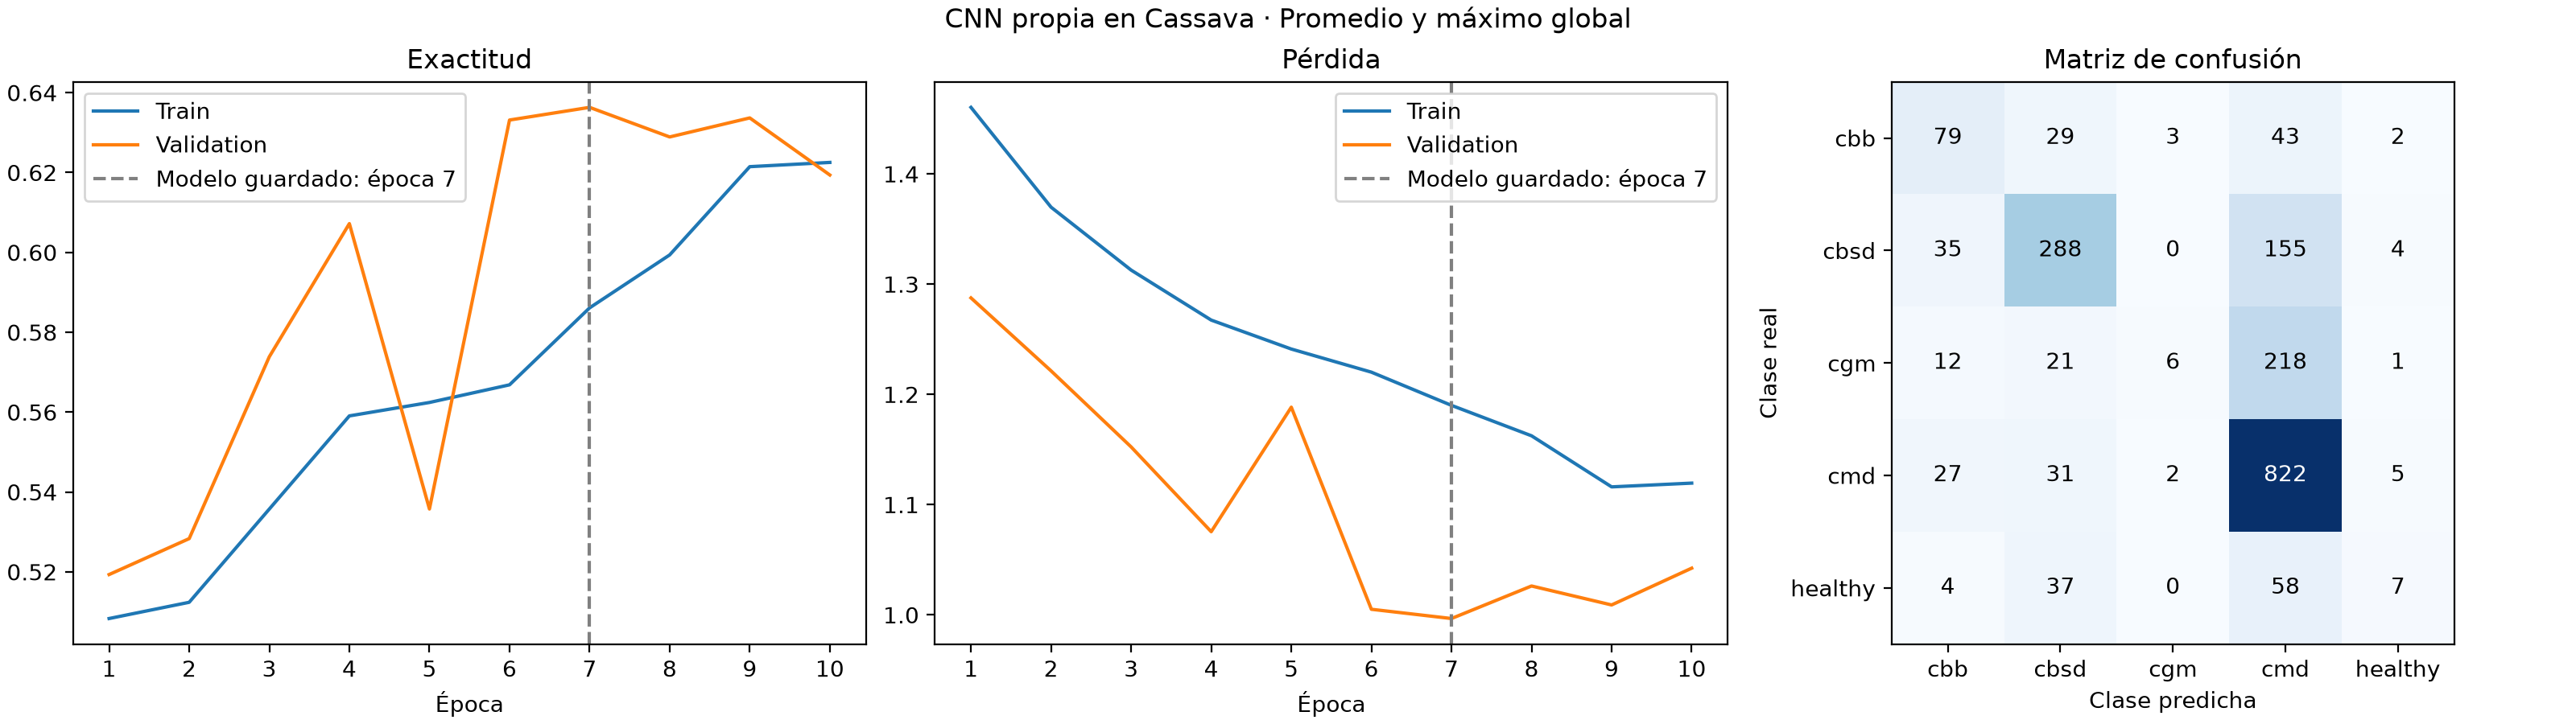 CNN propia en Cassava · Promedio y máximo global
Exactitud
0.64
0.62
0.60
0.58
0.56
0.54
0.52
Train
Validation
Modelo guardado: época 7
1 2 3 4 5 6 7 8 9 10
Época
Pérdida
1.4
1.3
1.2
1.1
1.0
Train
Validation
Modelo guardado: época 7
1 2 3 4 5 6 7 8 9 10
Época
Matriz de confusión
Clase real
cbb 79 29 3 43 2
cbsd 35 288 0 155 4
cgm 12 21 6 218 1
cmd 27 31 2 822 5
healthy 4 37 0 58 7
cbb cbsd cgm cmd healthy
Clase predicha